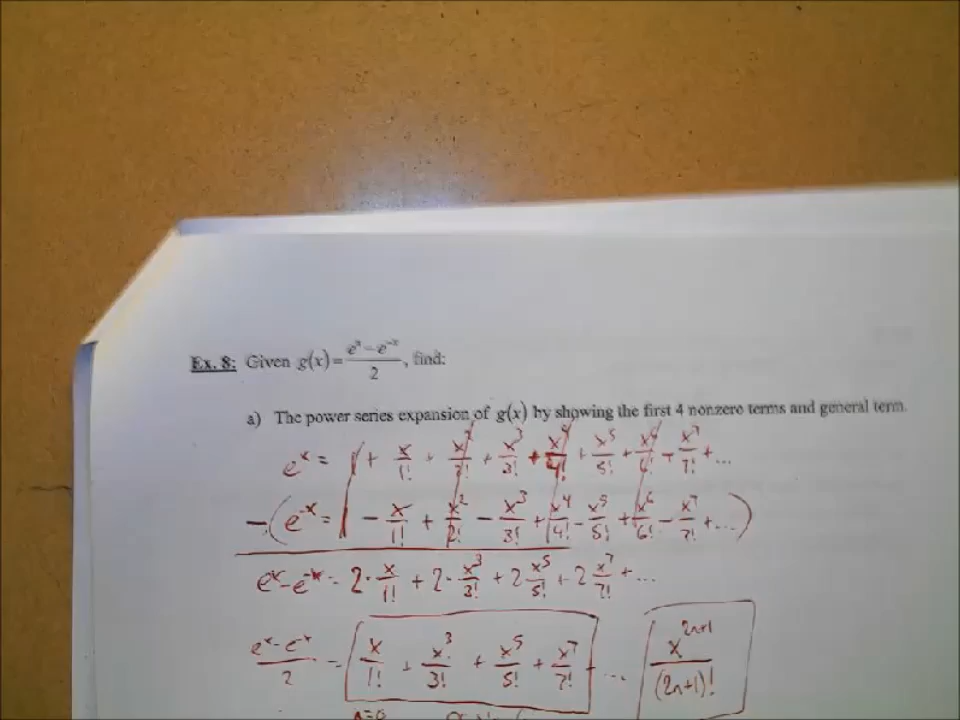 Ex. 8: Given g(x) = (e^x − e^−x)/2, find:
a) The power series expansion of g(x) by showing the first 4 nonzero terms and general term.
e^x = 1 + x/1! + x^2/2! + x^3/3! + x^4/4! + x^5/5! + x^6/6! + x^7/7! + ...
−(e^−x = 1 − x/1! + x^2/2! − x^3/3! + x^4/4! − x^5/5! + x^6/6! − x^7/7! + ...)
e^x − e^−x = 2·x/1! + 2·x^3/3! + 2 x^5/5! + 2 x^7/7! + ...
(e^x − e^−x)/2 = x/1! + x^3/3! + x^5/5! + x^7/7! + ... x^(2n+1)/(2n+1)!
n=0